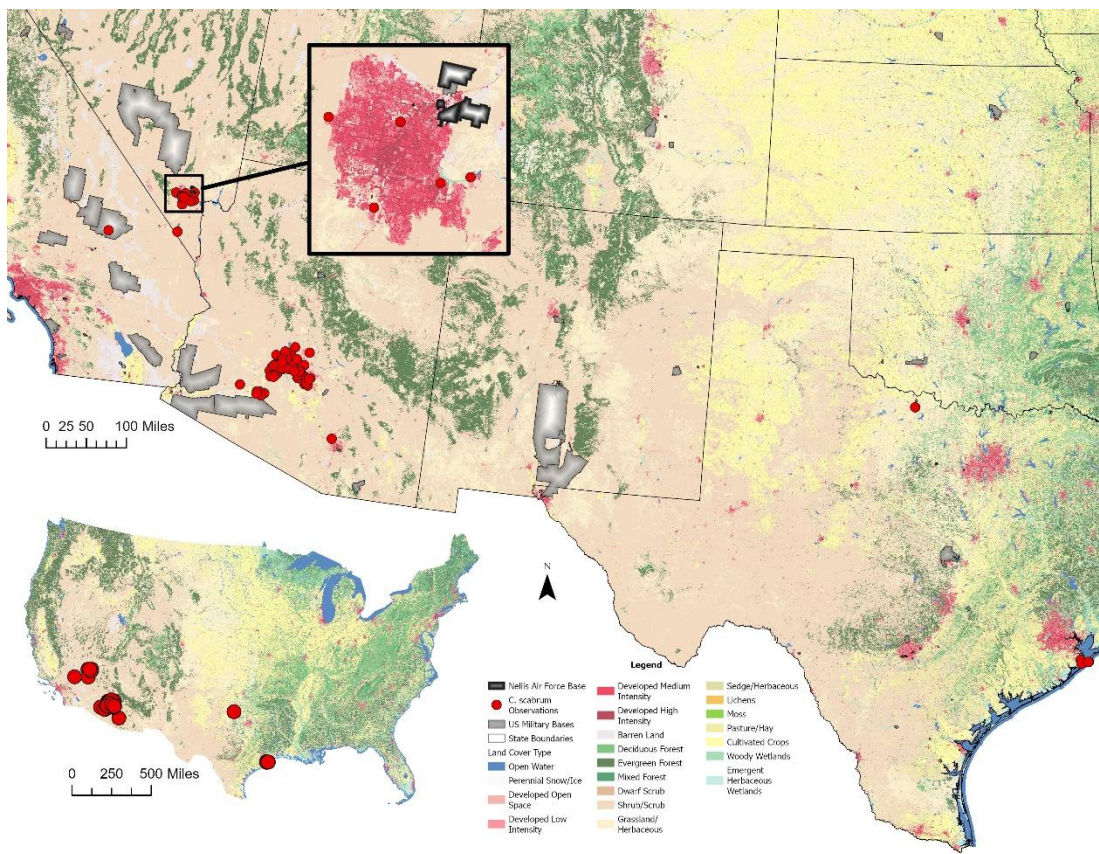 0 25 50 100 Miles
N
0 250 500 Miles
Legend
Nellis Air Force Base
C. scabrum
Observations
US Military Bases
State Boundaries
Land Cover Type
Open Water
Perennial Snow/Ice
Developed Open
Space
Developed Low
Intensity
Developed Medium
Intensity
Developed High
Intensity
Barren Land
Deciduous Forest
Evergreen Forest
Mixed Forest
Dwarf Scrub
Shrub/Scrub
Grassland/
Herbaceous
Sedge/Herbaceous
Lichens
Moss
Pasture/Hay
Cultivated Crops
Woody Wetlands
Emergent
Herbaceous
Wetlands